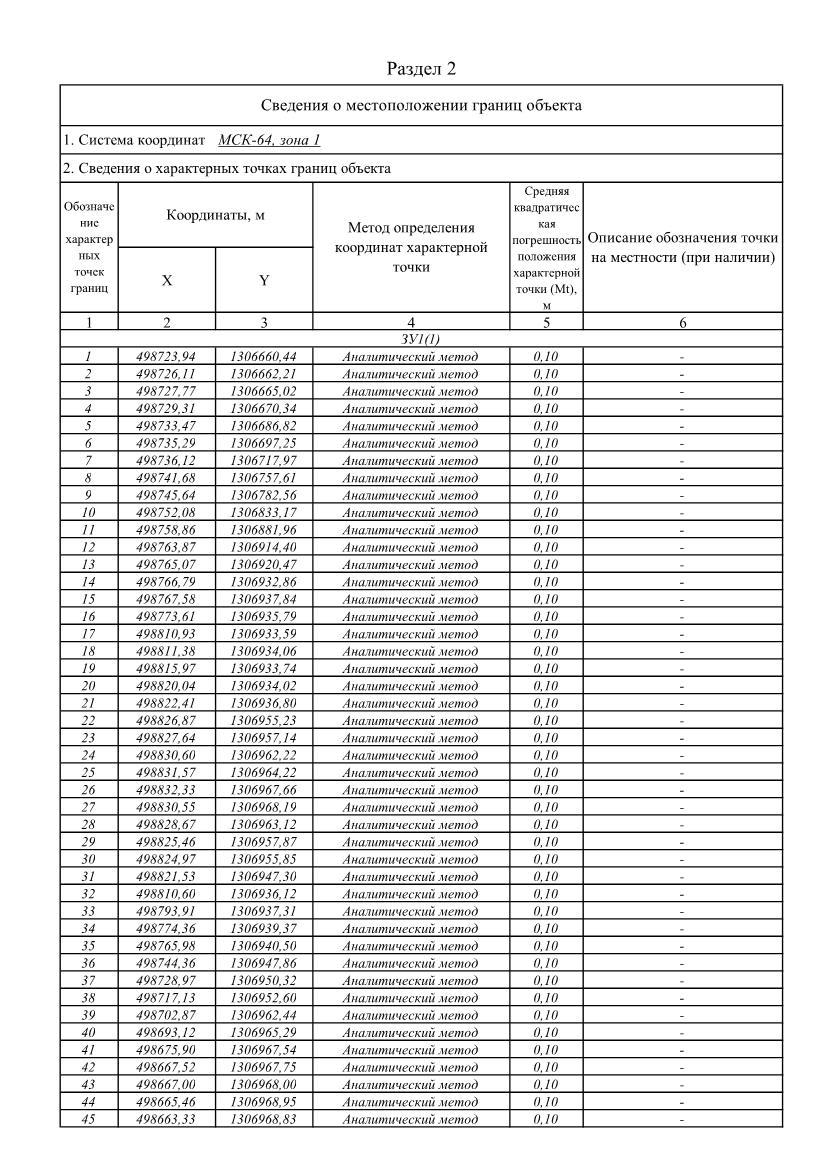 Раздел 2
Сведения о местоположении границ объекта
1. Система координат МСК-64, зона 1
2. Сведения о характерных точках границ объекта
Обозначе
ние
характер
ных
точек
границ
Координаты, м
X
Y
Метод определения
координат характерной
точки
Средняя
квадратичес
кая
погрешность
положения
характерной
точки (Mt),
м
Описание обозначения точки
на местности (при наличии)
1 2 3 4 5 6
ЗУ1(1)
1 498723,94 1306660,44 Аналитический метод 0,10 -
2 498726,11 1306662,21 Аналитический метод 0,10 -
3 498727,77 1306665,02 Аналитический метод 0,10 -
4 498729,31 1306670,34 Аналитический метод 0,10 -
5 498733,47 1306686,82 Аналитический метод 0,10 -
6 498735,29 1306697,25 Аналитический метод 0,10 -
7 498736,12 1306717,97 Аналитический метод 0,10 -
8 498741,68 1306757,61 Аналитический метод 0,10 -
9 498745,64 1306782,56 Аналитический метод 0,10 -
10 498752,08 1306833,17 Аналитический метод 0,10 -
11 498758,86 1306881,96 Аналитический метод 0,10 -
12 498763,87 1306914,40 Аналитический метод 0,10 -
13 498765,07 1306920,47 Аналитический метод 0,10 -
14 498766,79 1306932,86 Аналитический метод 0,10 -
15 498767,58 1306937,84 Аналитический метод 0,10 -
16 498773,61 1306935,79 Аналитический метод 0,10 -
17 498810,93 1306933,59 Аналитический метод 0,10 -
18 498811,38 1306934,06 Аналитический метод 0,10 -
19 498815,97 1306933,74 Аналитический метод 0,10 -
20 498820,04 1306934,02 Аналитический метод 0,10 -
21 498822,41 1306936,80 Аналитический метод 0,10 -
22 498826,87 1306955,23 Аналитический метод 0,10 -
23 498827,64 1306957,14 Аналитический метод 0,10 -
24 498830,60 1306962,22 Аналитический метод 0,10 -
25 498831,57 1306964,22 Аналитический метод 0,10 -
26 498832,33 1306967,66 Аналитический метод 0,10 -
27 498830,55 1306968,19 Аналитический метод 0,10 -
28 498828,67 1306963,12 Аналитический метод 0,10 -
29 498825,46 1306957,87 Аналитический метод 0,10 -
30 498824,97 1306955,85 Аналитический метод 0,10 -
31 498821,53 1306947,30 Аналитический метод 0,10 -
32 498810,60 1306936,12 Аналитический метод 0,10 -
33 498793,91 1306937,31 Аналитический метод 0,10 -
34 498774,36 1306939,37 Аналитический метод 0,10 -
35 498765,98 1306940,50 Аналитический метод 0,10 -
36 498744,36 1306947,86 Аналитический метод 0,10 -
37 498728,97 1306950,32 Аналитический метод 0,10 -
38 498717,13 1306952,60 Аналитический метод 0,10 -
39 498702,87 1306962,44 Аналитический метод 0,10 -
40 498693,12 1306965,29 Аналитический метод 0,10 -
41 498675,90 1306967,54 Аналитический метод 0,10 -
42 498667,52 1306967,75 Аналитический метод 0,10 -
43 498667,00 1306968,00 Аналитический метод 0,10 -
44 498665,46 1306968,95 Аналитический метод 0,10 -
45 498663,33 1306968,83 Аналитический метод 0,10 -